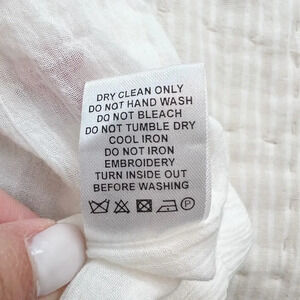 DRY CLEAN ONLY
DO NOT HAND WASH
DO NOT BLEACH
DO NOT TUMBLE DRY
COOL IRON
DO NOT IRON
EMBROIDERY
TURN INSIDE OUT
BEFORE WASHING
P